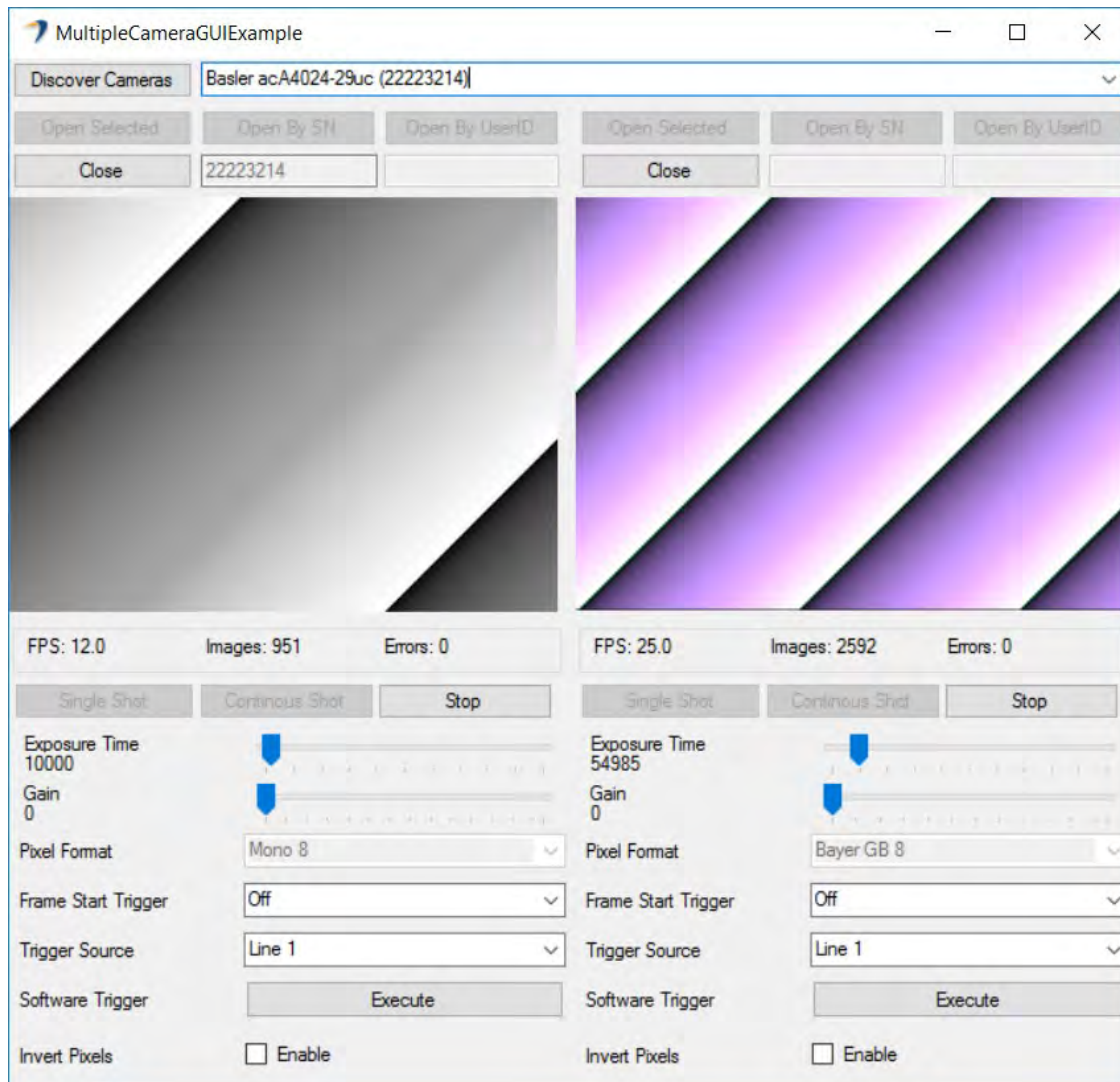 MultipleCameraGUIExample
Discover Cameras Basler acA4024-29uc (22223214)
Open Selected Open By SN Open By UserID Open Selected Open By SN Open By UserID
Close 22223214 Close
FPS: 12.0 Images: 951 Errors: 0 FPS: 25.0 Images: 2592 Errors: 0
Single Shot Continous Shot Stop Single Shot Continous Shot Stop
Exposure Time Exposure Time
10000 54985
Gain Gain
0 0
Pixel Format Mono 8 Pixel Format Bayer GB 8
Frame Start Trigger Off Frame Start Trigger Off
Trigger Source Line 1 Trigger Source Line 1
Software Trigger Execute Software Trigger Execute
Invert Pixels Enable Invert Pixels Enable